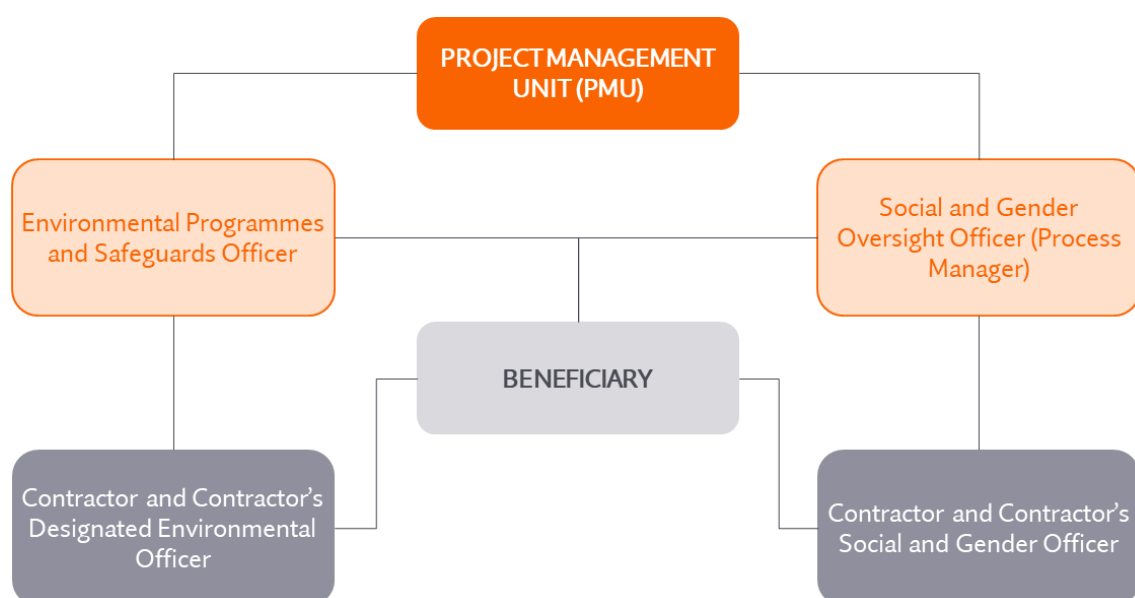 PROJECT MANAGEMENT
UNIT (PMU)
Environmental Programmes
and Safeguards Officer
Social and Gender
Oversight Officer (Process
Manager)
BENEFICIARY
Contractor and Contractor’s
Designated Environmental
Officer
Contractor and Contractor’s
Social and Gender Officer